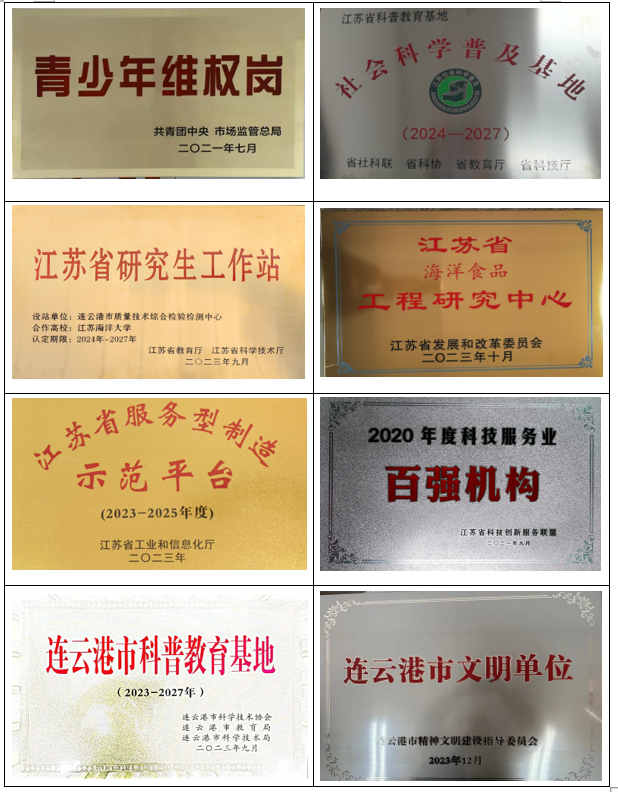 青少年维权岗
共青团中央 市场监管总局
二〇二一年七月
江苏省科普教育基地
社会科学普及基地
（2024—2027）
省社科联 省科协 省教育厅 省科技厅
江苏省研究生工作站
设站单位：连云港市质量技术综合检验检测中心
合作高校：江苏海洋大学
认定期限：2024年-2027年
江苏省教育厅 江苏省科学技术厅
二〇二三年九月
江苏省
海洋食品
工程研究中心
江苏省发展和改革委员会
二〇二三年十月
江苏省服务型制造
示范平台
(2023-2025年度)
江苏省工业和信息化厅
二〇二三年
2020 年度科技服务业
百强机构
江苏省科技创新服务联盟
二〇二一年九月
连云港市科普教育基地
（2023-2027年）
连云港市科学技术协会
连云港市教育局
连云港市科学技术局
二〇二三年九月
连云港市文明单位
连云港市精神文明建设指导委员会
2023年12月